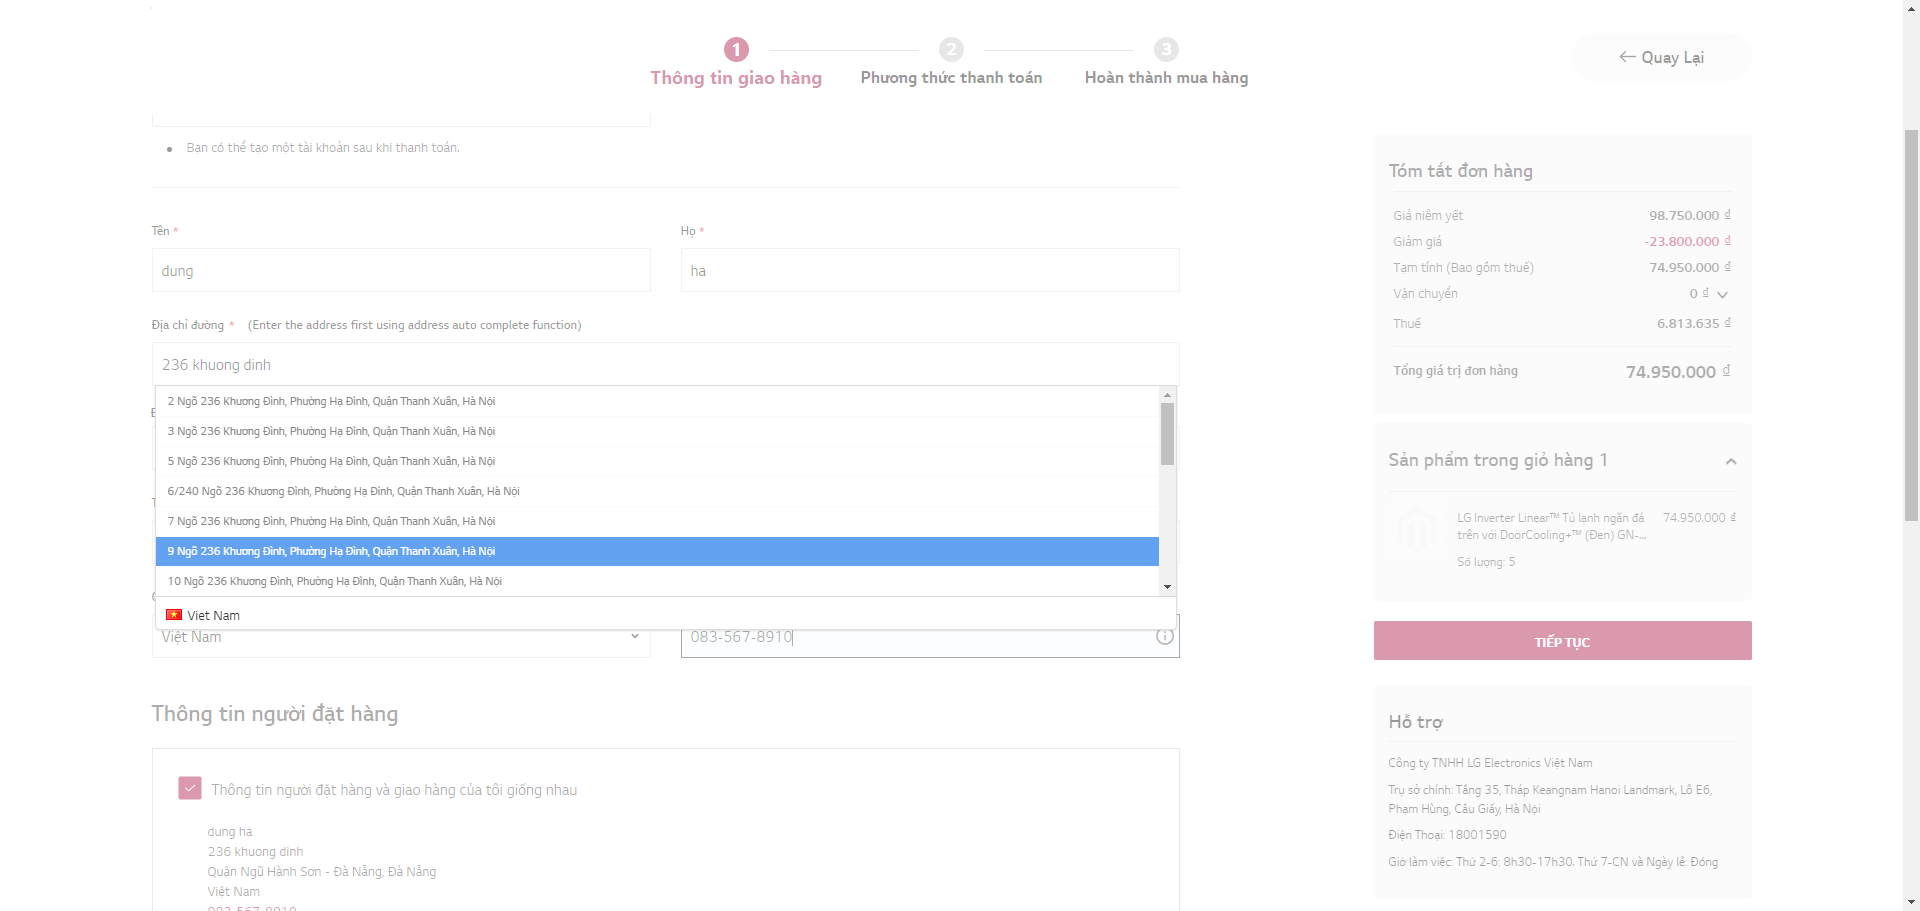 1
2
3
Thông tin giao hàng
Phương thức thanh toán
Hoàn thành mua hàng
← Quay Lại
Bạn có thể tạo một tài khoản sau khi thanh toán.
Tên *
Họ *
dung
ha
Địa chỉ đường * (Enter the address first using address auto complete function)
236 khuong dinh
2 Ngõ 236 Khương Đình, Phường Hạ Đình, Quận Thanh Xuân, Hà Nội
3 Ngõ 236 Khương Đình, Phường Hạ Đình, Quận Thanh Xuân, Hà Nội
5 Ngõ 236 Khương Đình, Phường Hạ Đình, Quận Thanh Xuân, Hà Nội
6/240 Ngõ 236 Khương Đình, Phường Hạ Đình, Quận Thanh Xuân, Hà Nội
7 Ngõ 236 Khương Đình, Phường Hạ Đình, Quận Thanh Xuân, Hà Nội
9 Ngõ 236 Khương Đình, Phường Hạ Đình, Quận Thanh Xuân, Hà Nội
10 Ngõ 236 Khương Đình, Phường Hạ Đình, Quận Thanh Xuân, Hà Nội
Viet Nam
Việt Nam
083-567-8910
Thông tin người đặt hàng
Thông tin người đặt hàng và giao hàng của tôi giống nhau
dung ha
236 khuong dinh
Quận Ngũ Hành Sơn - Đà Nẵng, Đà Nẵng
Việt Nam
083-567-8910
Tóm tắt đơn hàng
Giá niêm yết 98.750.000 ₫
Giảm giá -23.800.000 ₫
Tạm tính (Bao gồm thuế) 74.950.000 ₫
Vận chuyển 0 ₫
Thuế 6.813.635 ₫
Tổng giá trị đơn hàng 74.950.000 ₫
Sản phẩm trong giỏ hàng 1
LG Inverter Linear™ Tủ lạnh ngăn đá 74.950.000 ₫
trên với DoorCooling+™ (Đen) GN-...
Số lượng: 5
TIẾP TỤC
Hỗ trợ
Công ty TNHH LG Electronics Việt Nam
Trụ sở chính: Tầng 35, Tháp Keangnam Hanoi Landmark, Lô E6,
Phạm Hùng, Cầu Giấy, Hà Nội
Điện Thoại: 18001590
Giờ làm việc: Thứ 2-6: 8h30-17h30. Thứ 7-CN và Ngày lễ: Đóng